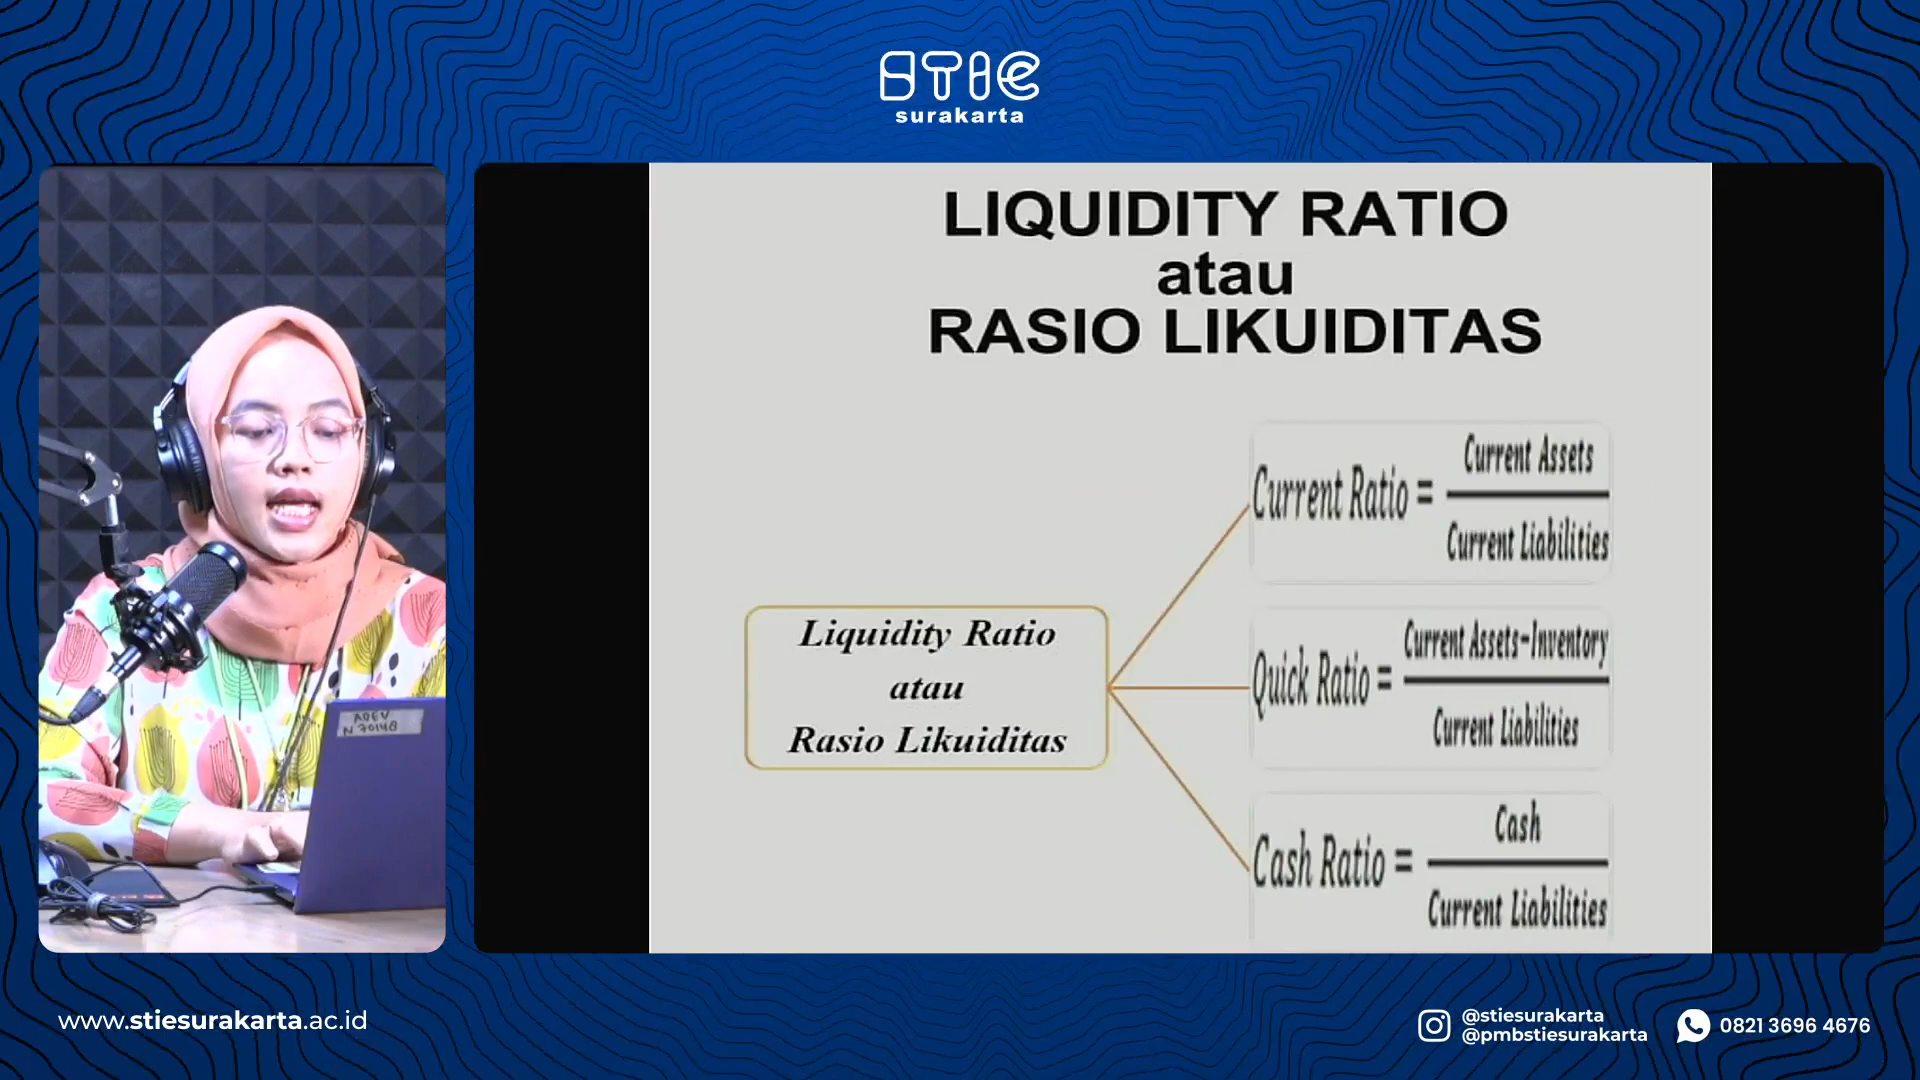 STIE
surakarta
LIQUIDITY RATIO
atau
RASIO LIKUIDITAS
Liquidity Ratio
atau
Rasio Likuiditas
Current Ratio = Current Assets
Current Liabilities
Quick Ratio = Current Assets-Inventory
Current Liabilities
Cash Ratio = Cash
Current Liabilities
ADEV
N 70148
www.stiesurakarta.ac.id
@stiesurakarta
@pmbstiesurakarta
0821 3696 4676